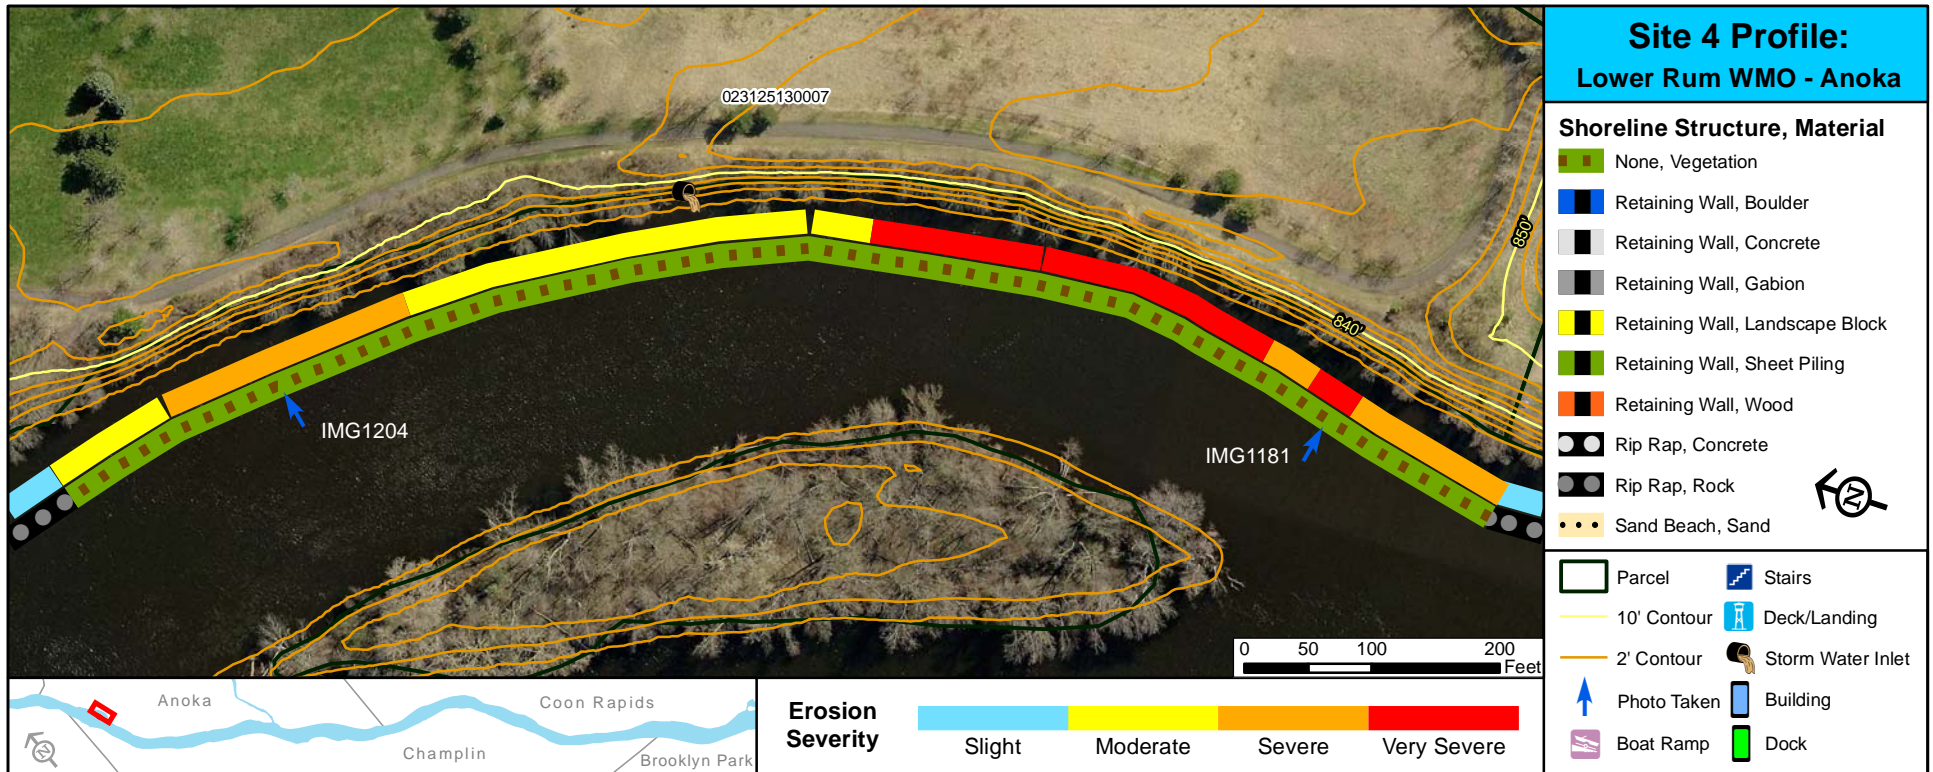 Site 4 Profile:
Lower Rum WMO - Anoka
023125130007
IMG1204
IMG1181
840'
850'
0 50 100 200
Feet
Shoreline Structure, Material
None, Vegetation
Retaining Wall, Boulder
Retaining Wall, Concrete
Retaining Wall, Gabion
Retaining Wall, Landscape Block
Retaining Wall, Sheet Piling
Retaining Wall, Wood
Rip Rap, Concrete
Rip Rap, Rock
Sand Beach, Sand
N
Parcel Stairs
10' Contour Deck/Landing
2' Contour Storm Water Inlet
Photo Taken Building
Boat Ramp Dock
Anoka
Coon Rapids
Champlin
Brooklyn Park
N
Erosion
Severity
Slight Moderate Severe Very Severe